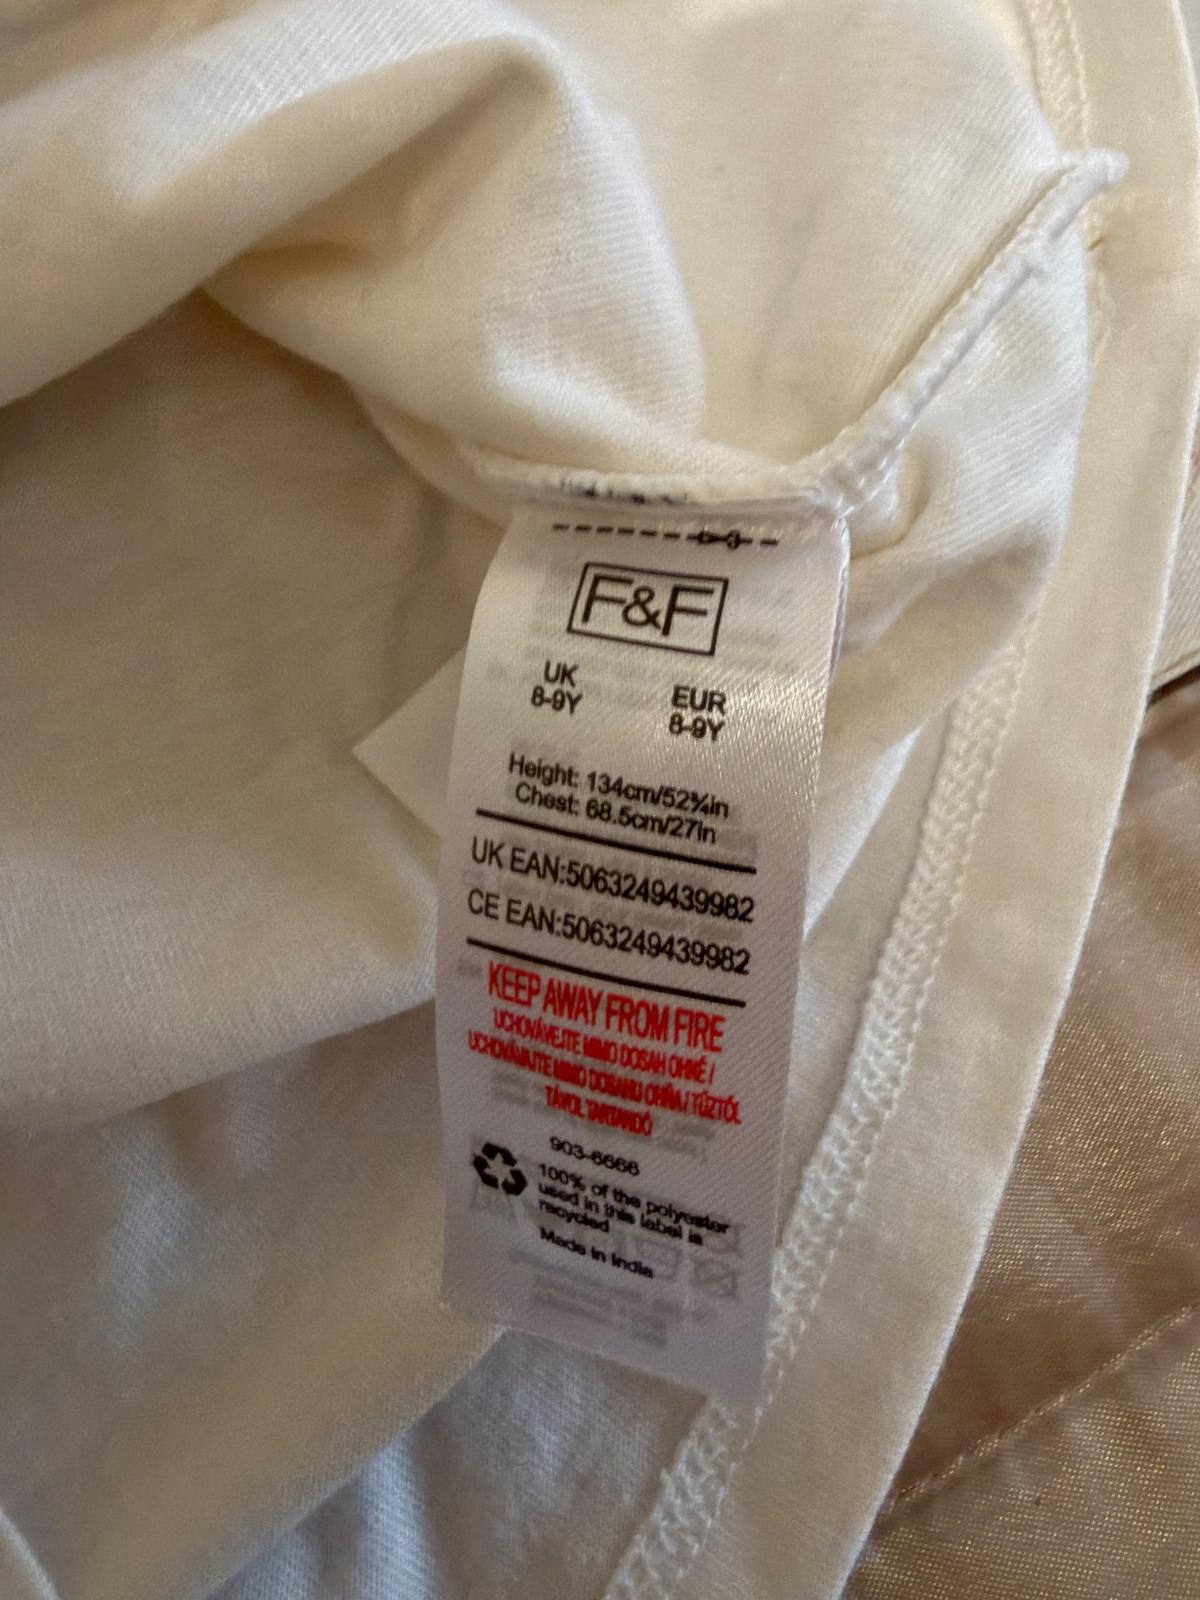 F&F
UK
8-9Y
EUR
8-9Y
Height: 134cm/52¾in
Chest: 68.5cm/27in
UK EAN:5063249439982
CE EAN:5063249439982
KEEP AWAY FROM FIRE
UCHOVÁVEJTE MIMO DOSAH OHNĚ /
UCHOVÁVAJTE MIMO DOSAHU OHŇA / TŰZTŐL
TÁVOL TARTANDÓ
903-6666
100% of the polyester
used in this label is
recycled
Made in India